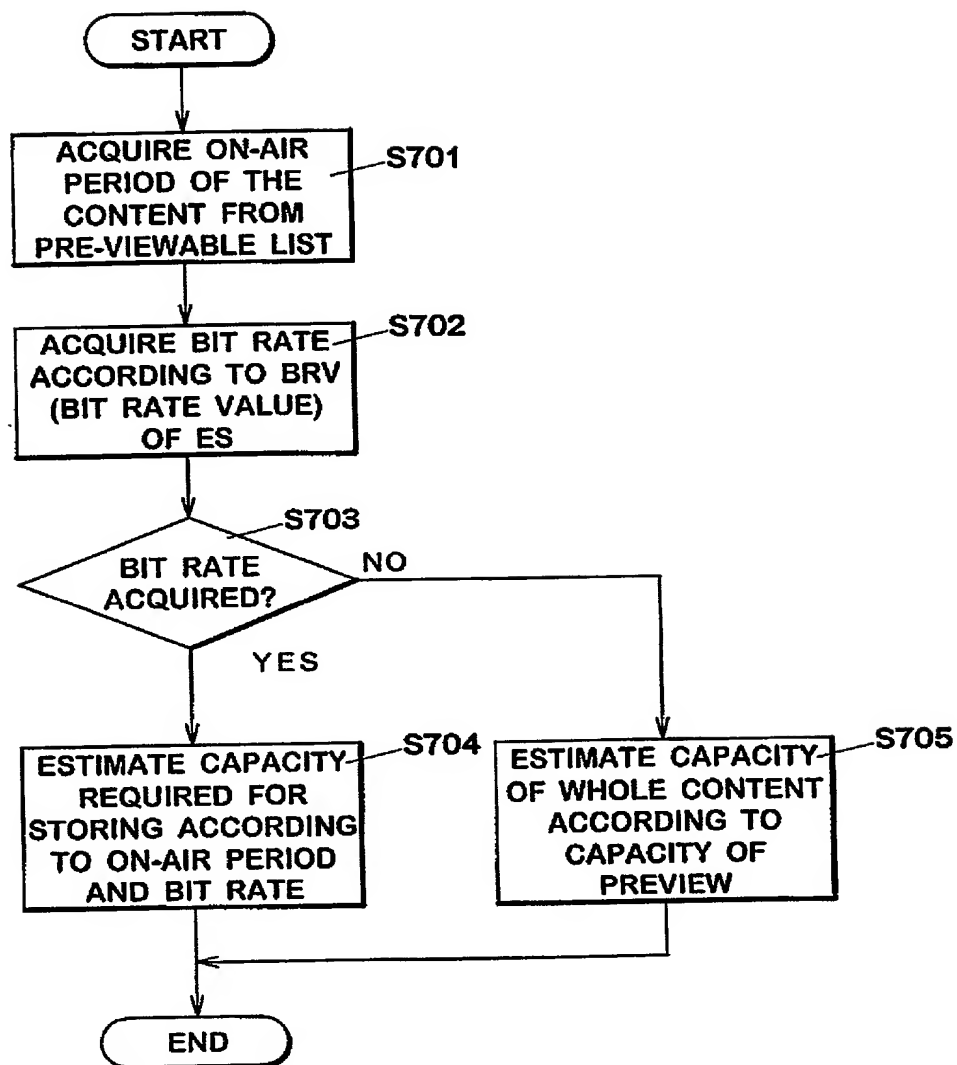 START
ACQUIRE ON-AIR
PERIOD OF THE
CONTENT FROM
PRE-VIEWABLE LIST
S701
S702
ACQUIRE BIT RATE
ACCORDING TO BRV
(BIT RATE VALUE)
OF ES
S703
BIT RATE
ACQUIRED?
NO
YES
S704
ESTIMATE CAPACITY
REQUIRED FOR
STORING ACCORDING
TO ON-AIR PERIOD
AND BIT RATE
S705
ESTIMATE CAPACITY
OF WHOLE CONTENT
ACCORDING TO
CAPACITY OF
PREVIEW
END